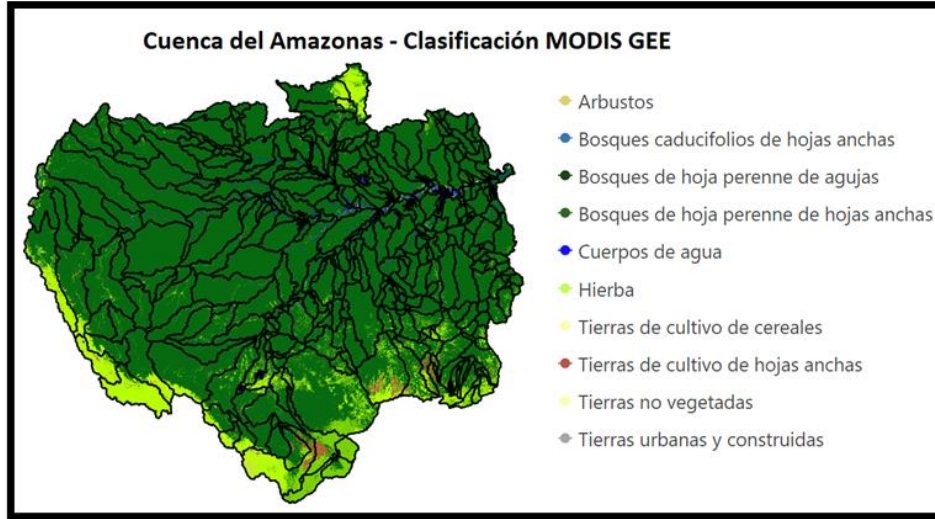 Cuenca del Amazonas - Clasificación MODIS GEE
Arbustos
Bosques caducifolios de hojas anchas
Bosques de hoja perenne de agujas
Bosques de hoja perenne de hojas anchas
Cuerpos de agua
Hierba
Tierras de cultivo de cereales
Tierras de cultivo de hojas anchas
Tierras no vegetadas
Tierras urbanas y construidas